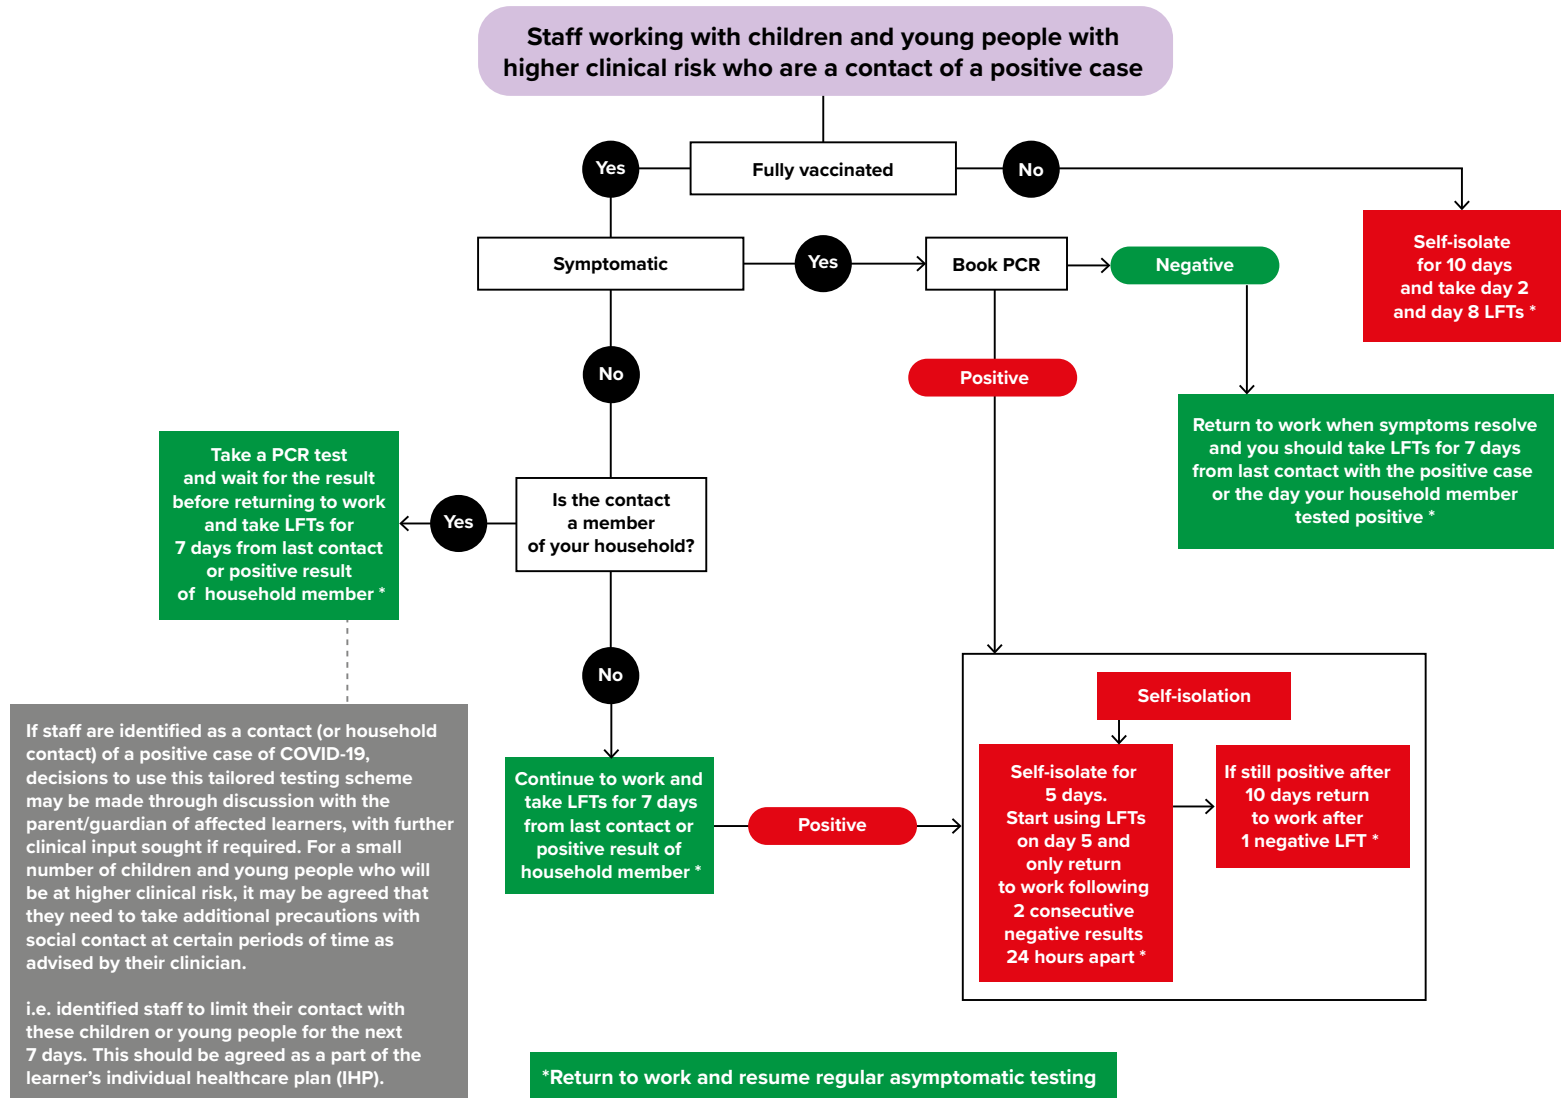 Staff working with children and young people with
higher clinical risk who are a contact of a positive case
Yes
Fully vaccinated
No
Self-isolate
for 10 days
and take day 2
and day 8 LFTs *
Symptomatic
Yes
Book PCR
Negative
No
Positive
Return to work when symptoms resolve
and you should take LFTs for 7 days
from last contact with the positive case
or the day your household member
tested positive *
Take a PCR test
and wait for the result
before returning to work
and take LFTs for
7 days from last contact
or positive result
of household member *
Yes
Is the contact
a member
of your household?
No
If staff are identified as a contact (or household
contact) of a positive case of COVID-19,
decisions to use this tailored testing scheme
may be made through discussion with the
parent/guardian of affected learners, with further
clinical input sought if required. For a small
number of children and young people who will
be at higher clinical risk, it may be agreed that
they need to take additional precautions with
social contact at certain periods of time as
advised by their clinician.
i.e. identified staff to limit their contact with
these children or young people for the next
7 days. This should be agreed as a part of the
learner's individual healthcare plan (IHP).
Continue to work and
take LFTs for 7 days
from last contact or
positive result of
household member *
Positive
Self-isolation
Self-isolate for
5 days.
Start using LFTs
on day 5 and
only return
to work following
2 consecutive
negative results
24 hours apart *
If still positive after
10 days return
to work after
1 negative LFT *
*Return to work and resume regular asymptomatic testing